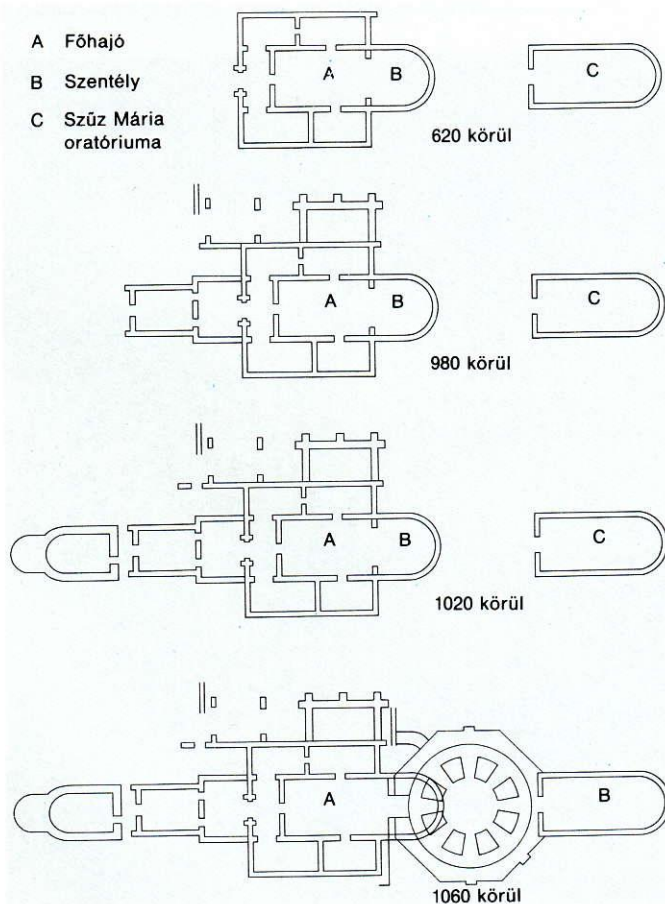 A Főhajó
B Szentély
C Szűz Mária
oratóriuma
A B C
620 körül
A B C
980 körül
A B C
1020 körül
A B
1060 körül